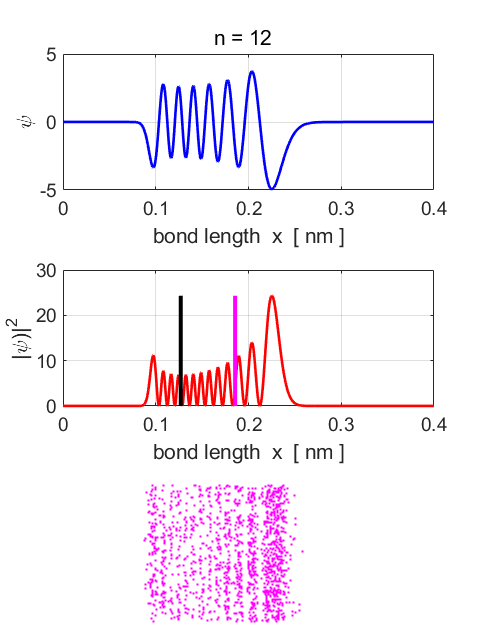 n = 12
5
0
-5
ψ
0 0.1 0.2 0.3 0.4
bond length x [ nm ]
30
20
10
0
|ψ)|²
0 0.1 0.2 0.3 0.4
bond length x [ nm ]